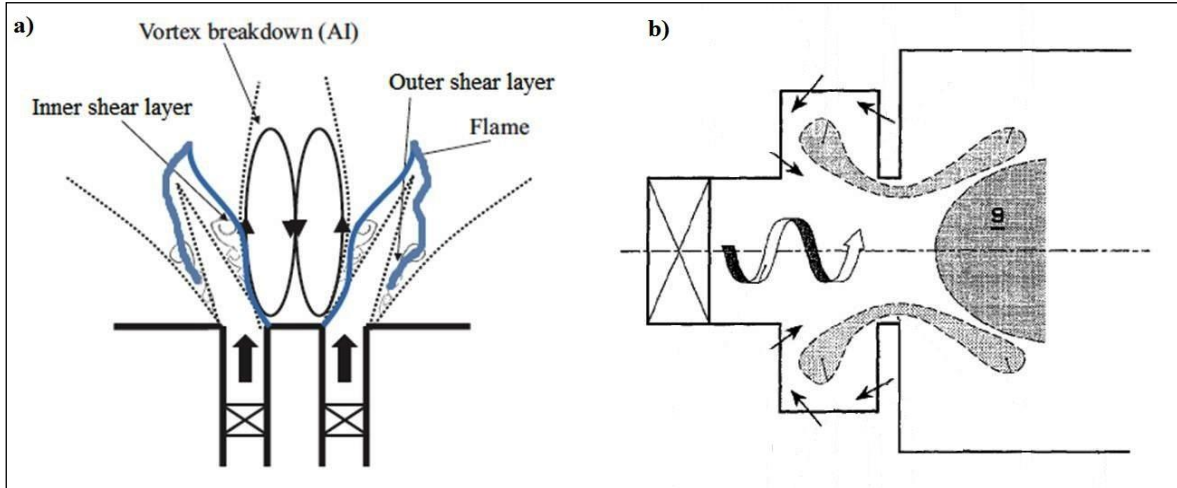 a)
Vortex breakdown (AI)
Outer shear layer
Inner shear layer
Flame
b)
9